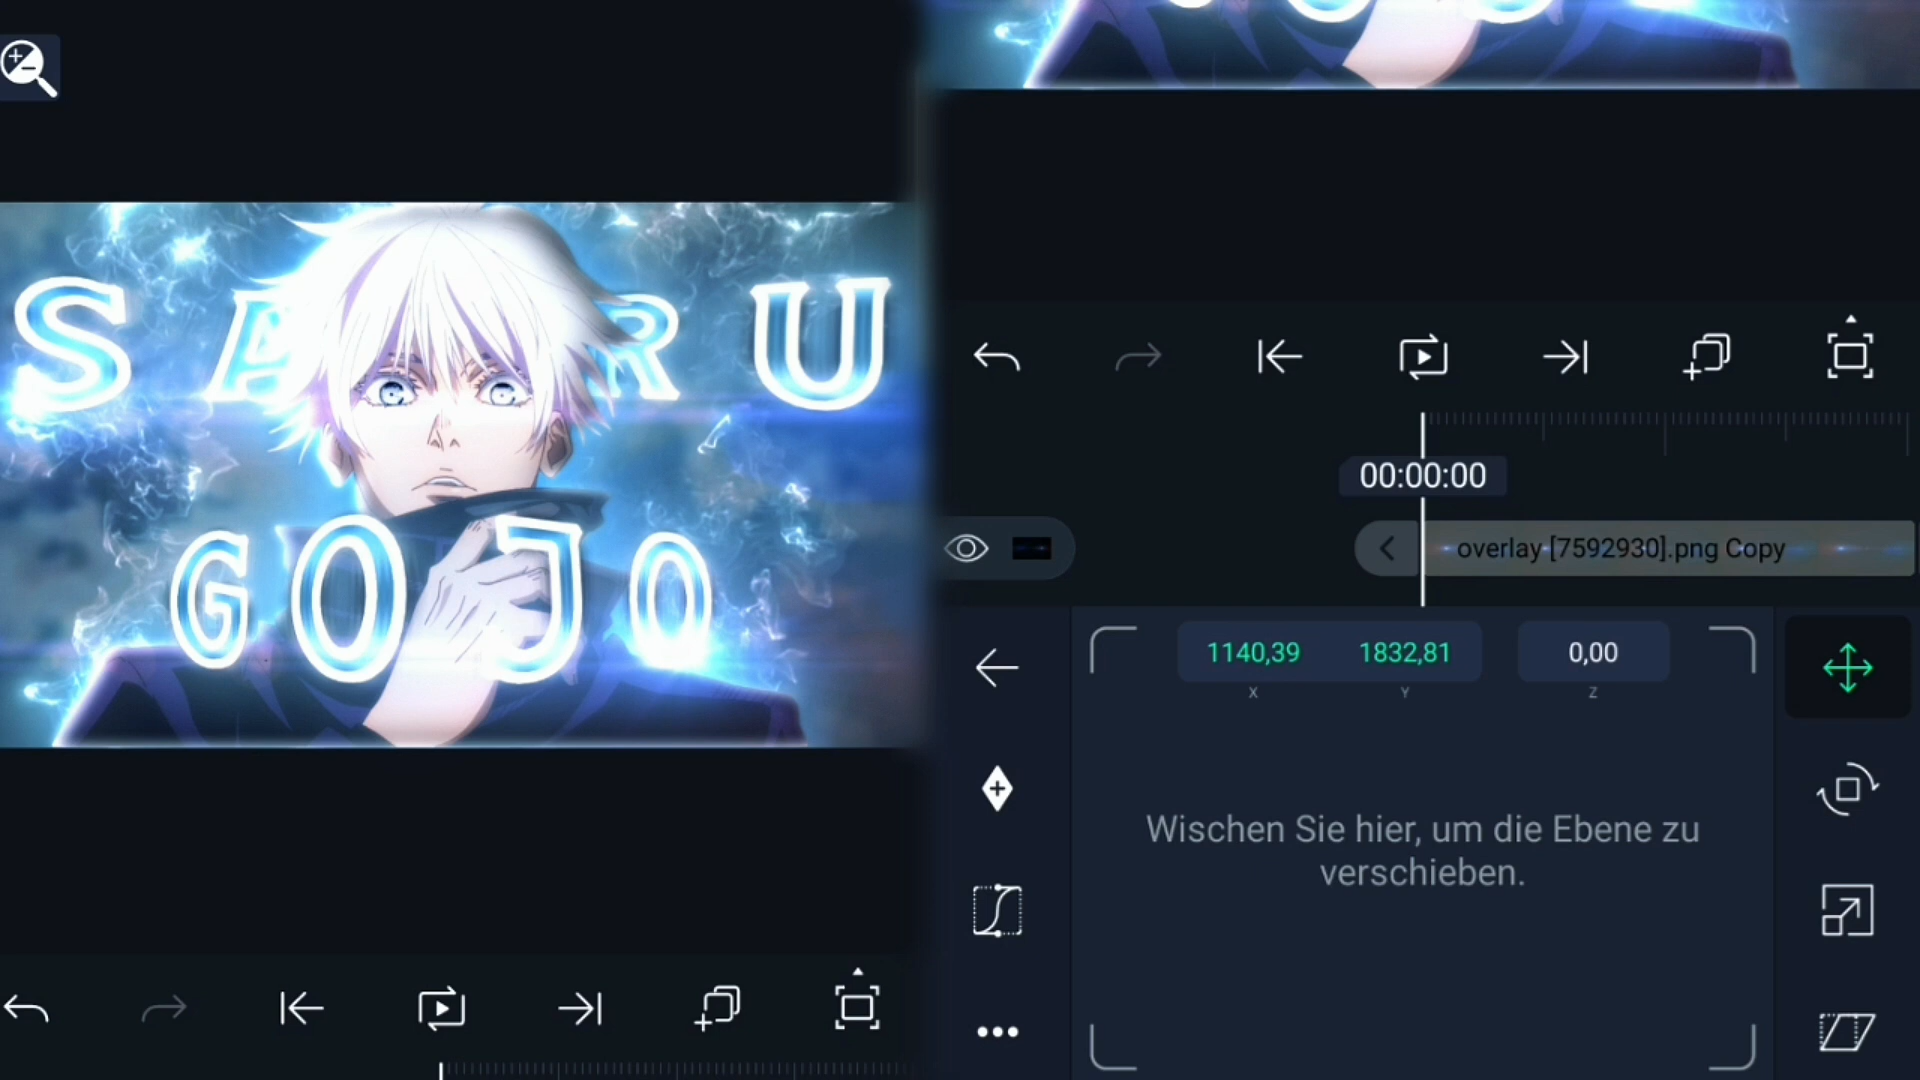 S A R U
GOJO
00:00:00
overlay [7592930].png Copy
1140,39 1832,81 0,00
X Y Z
Wischen Sie hier, um die Ebene zu
verschieben.